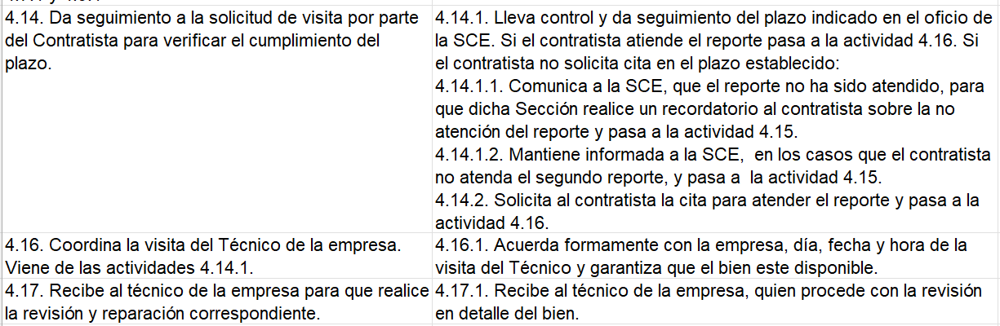 4.14. Da seguimiento a la solicitud de visita por parte
del Contratista para verificar el cumplimiento del
plazo.
4.14.1. Lleva control y da seguimiento del plazo indicado en el oficio de
la SCE. Si el contratista atiende el reporte pasa a la actividad 4.16. Si
el contratista no solicita cita en el plazo establecido:
4.14.1.1. Comunica a la SCE, que el reporte no ha sido atendido, para
que dicha Sección realice un recordatorio al contratista sobre la no
atención del reporte y pasa a la actividad 4.15.
4.14.1.2. Mantiene informada a la SCE,  en los casos que el contratista
no atenda el segundo reporte, y pasa a  la actividad 4.15.
4.14.2. Solicita al contratista la cita para atender el reporte y pasa a la
actividad 4.16.
4.16. Coordina la visita del Técnico de la empresa.
Viene de las actividades 4.14.1.
4.16.1. Acuerda formamente con la empresa, día, fecha y hora de la
visita del Técnico y garantiza que el bien este disponible.
4.17. Recibe al técnico de la empresa para que realice
la revisión y reparación correspondiente.
4.17.1. Recibe al técnico de la empresa, quien procede con la revisión
en detalle del bien.